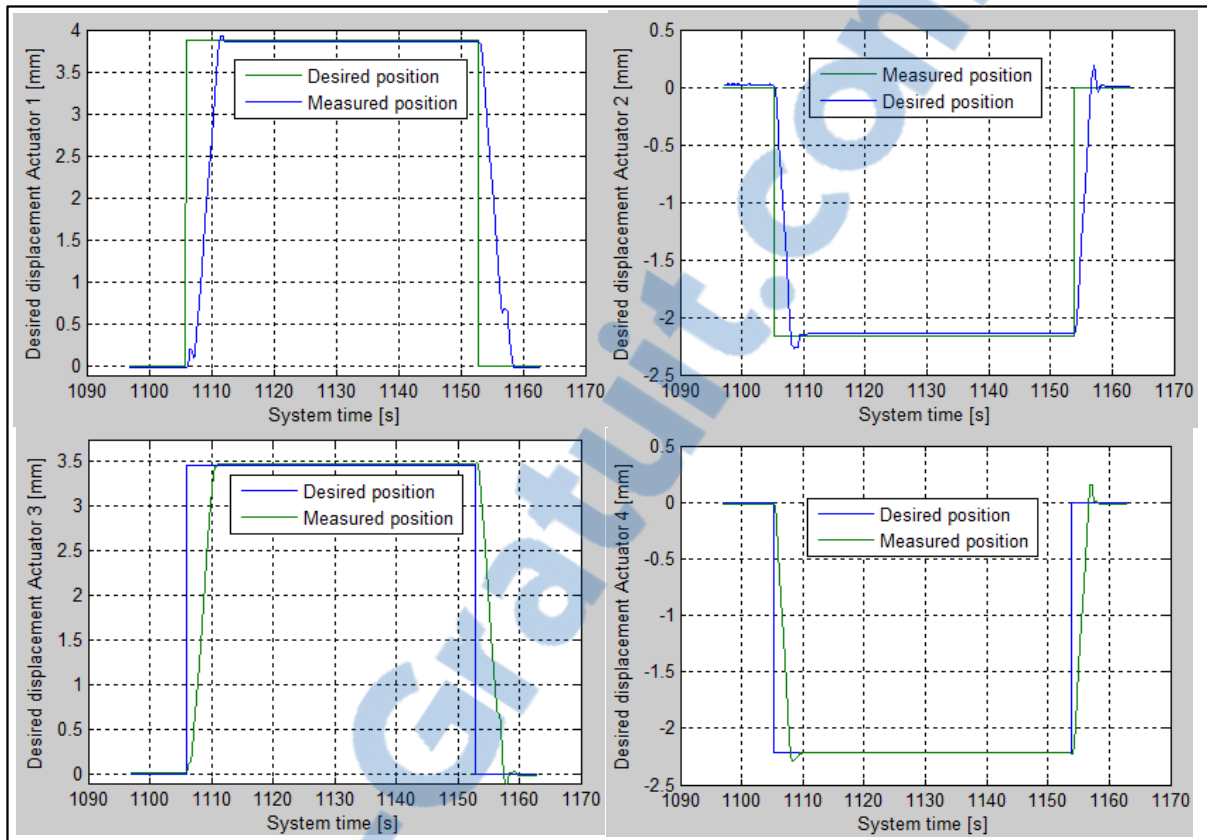 Desired displacement Actuator 1 [mm]
4
3.5
3
2.5
2
1.5
1
0.5
0
Desired position
Measured position
1090 1100 1110 1120 1130 1140 1150 1160 1170
System time [s]
Desired displacement Actuator 2 [mm]
0.5
0
-0.5
-1
-1.5
-2
-2.5
Measured position
Desired position
1090 1100 1110 1120 1130 1140 1150 1160 1170
System time [s]
Desired displacement Actuator 3 [mm]
3.5
3
2.5
2
1.5
1
0.5
0
Desired position
Measured position
1090 1100 1110 1120 1130 1140 1150 1160 1170
System time [s]
Desired displacement Actuator 4 [mm]
0.5
0
-0.5
-1
-1.5
-2
-2.5
Desired position
Measured position
1090 1100 1110 1120 1130 1140 1150 1160 1170
System time [s]
Gratuit.com